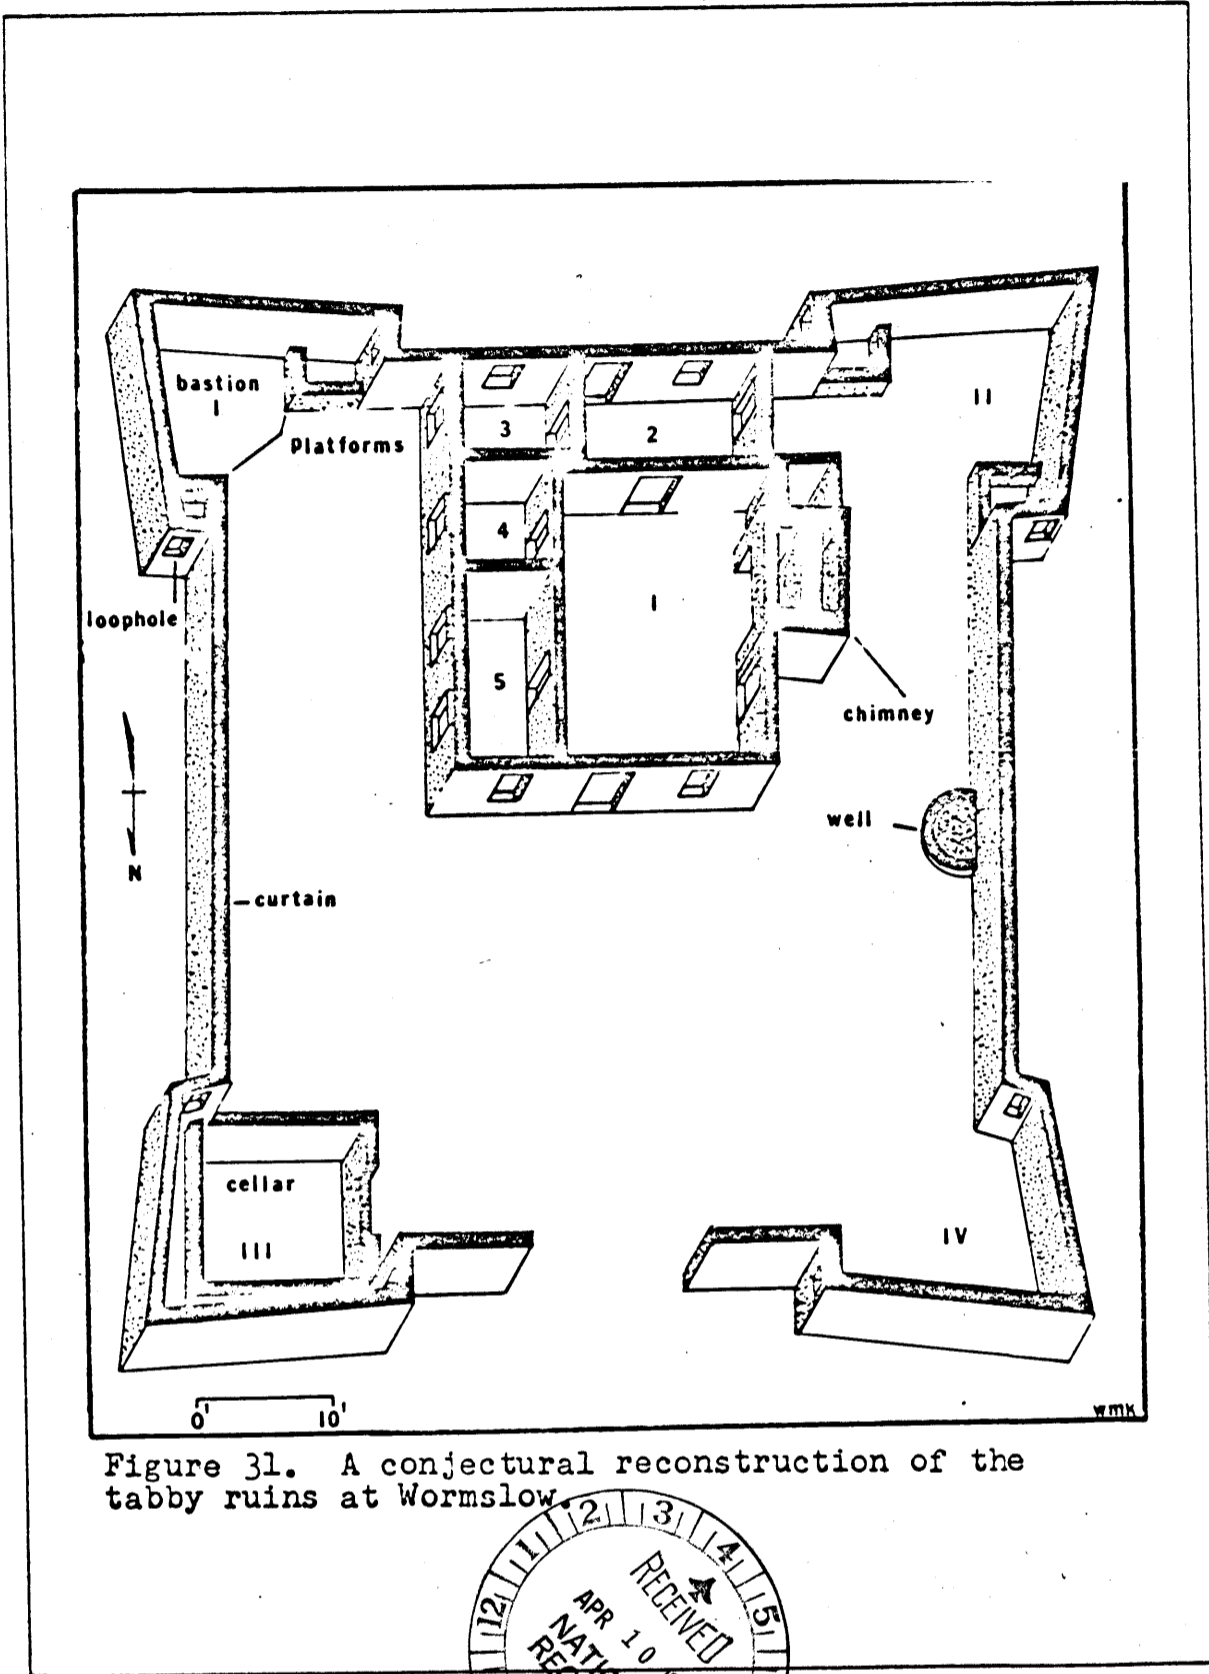 bastion
I
II
Platforms
3
2
4
I
loophole
5
chimney
well
N
curtain
cellar
III
IV
0' 10'
WMK
Figure 31. A conjectural reconstruction of the
tabby ruins at Wormslow.
12 1 2 3 4 5
RECEIVED
APR 10